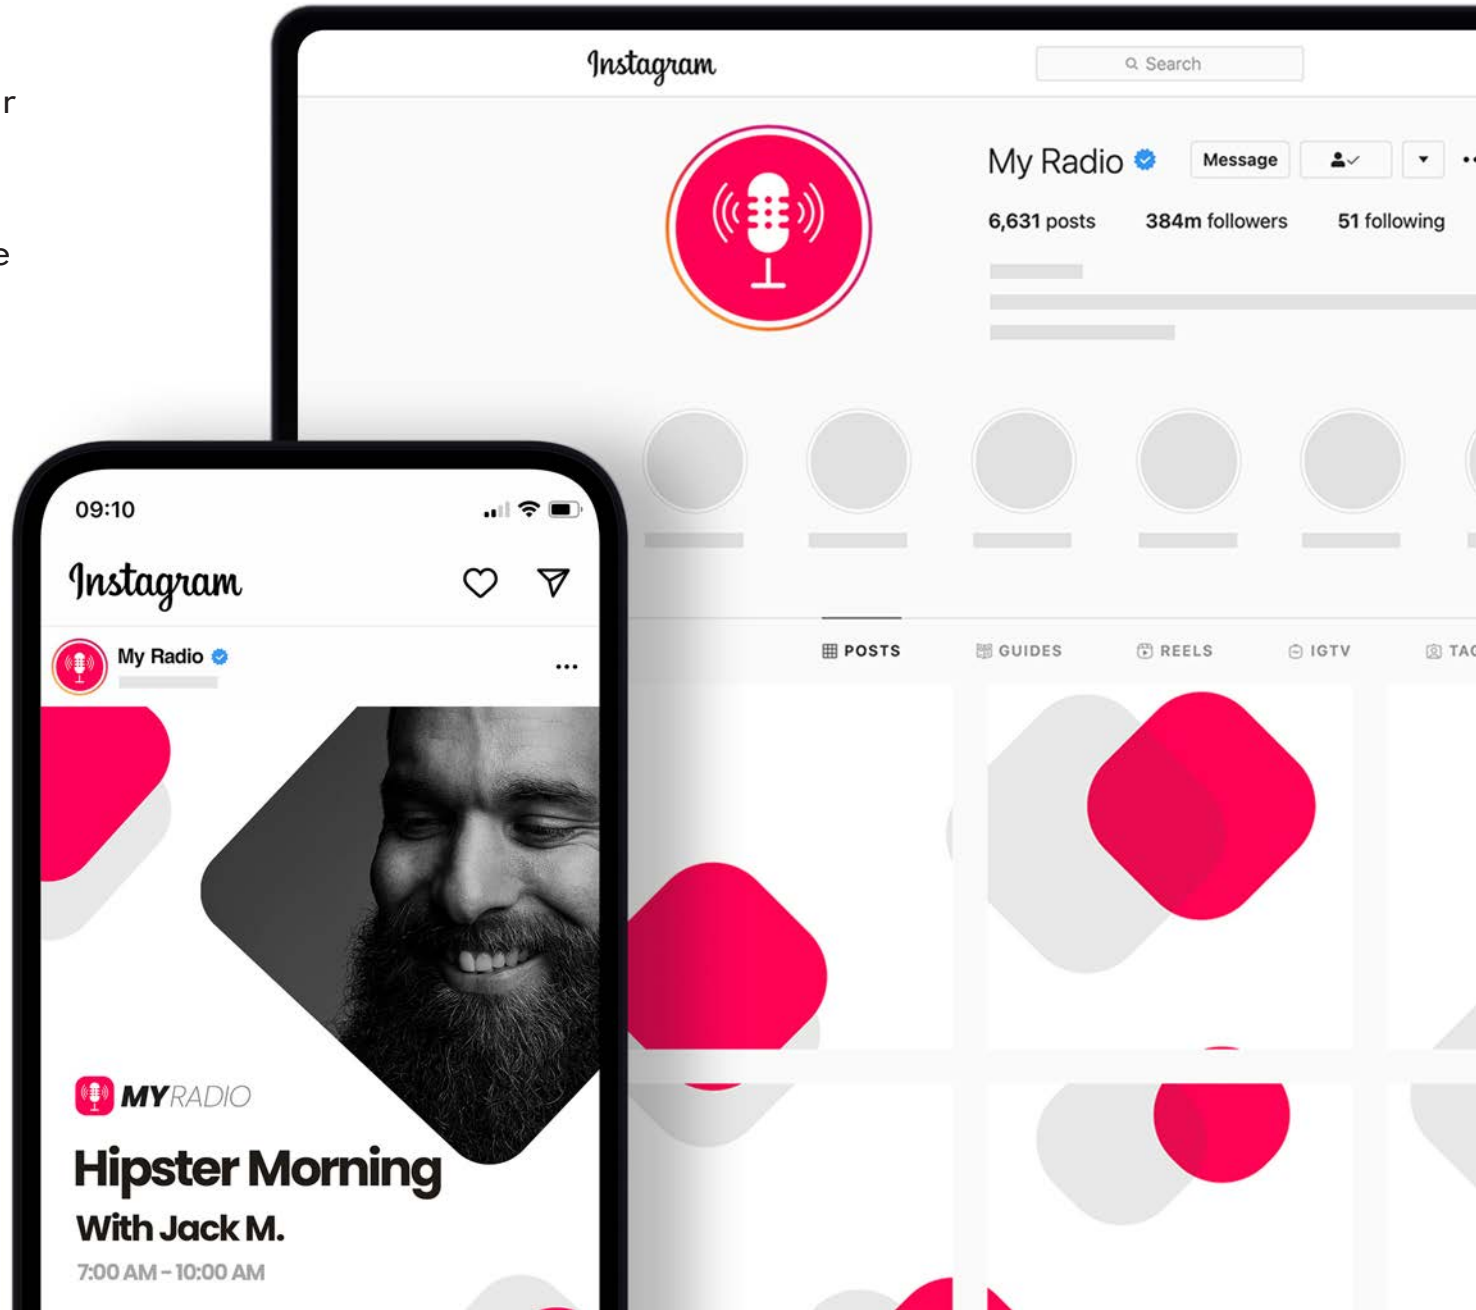 r
e
Instagram
Search
My Radio
Message
6,631 posts 384m followers 51 following
POSTS GUIDES REELS IGTV
09:10
Instagram
My Radio
MYRADIO
Hipster Morning
With Jack M.
7:00 AM – 10:00 AM